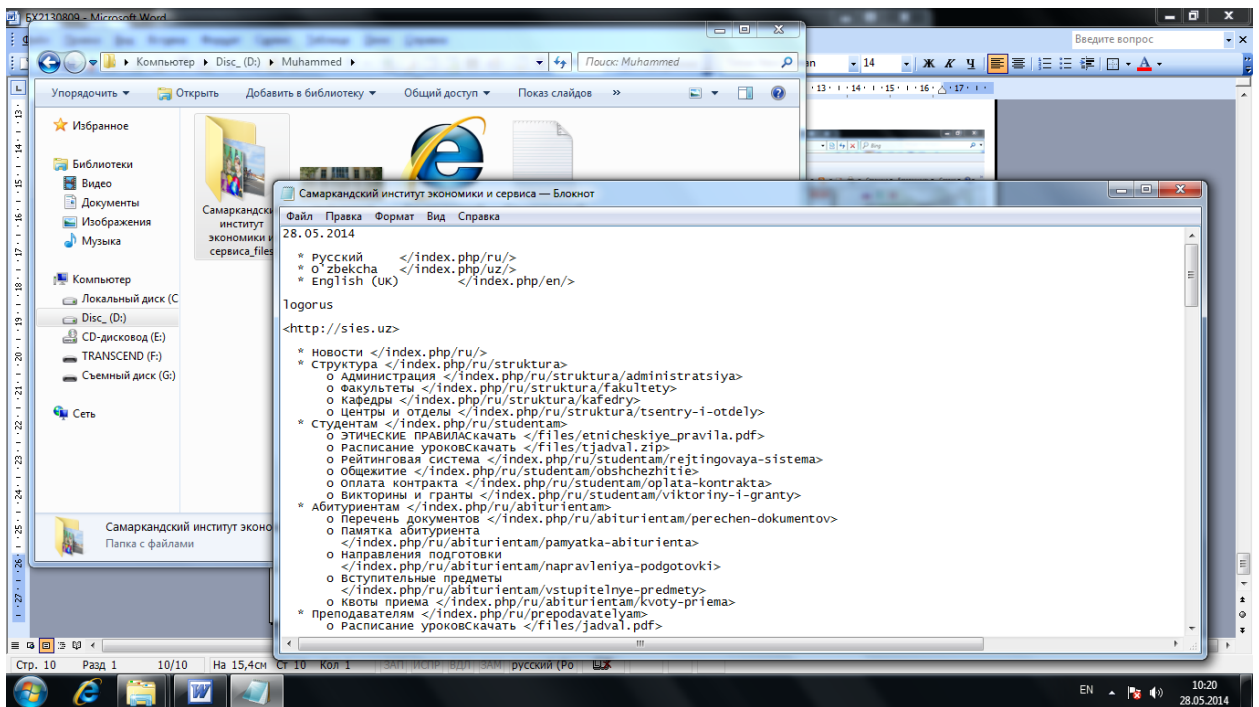 БХ2130809 - Microsoft Word
Введите вопрос
Компьютер ▸ Disc_ (D:) ▸ Muhammed ▸
Поиск: Muhammed
14
Ж К Ч
Упорядочить
Открыть
Добавить в библиотеку
Общий доступ
Показ слайдов
»
13 14 15 16 17
Избранное
Библиотеки
Видео
Документы
Изображения
Музыка
Компьютер
Локальный диск (C
Disc_ (D:)
CD-дисковод (E:)
TRANSCEND (F:)
Съемный диск (G:)
Сеть
Самаркандски
институт
экономики и
сервиса_files
Самаркандский институт эконо
Папка с файлами
Самаркандский институт экономики и сервиса — Блокнот
Файл Правка Формат Вид Справка
28.05.2014
* Русский </index.php/ru/>
* O`zbekcha </index.php/uz/>
* English (UK) </index.php/en/>
logorus
<http://sies.uz>
* Новости </index.php/ru/>
* Структура </index.php/ru/struktura>
o Администрация </index.php/ru/struktura/administratsiya>
o Факультеты </index.php/ru/struktura/fakultety>
o Кафедры </index.php/ru/struktura/kafedry>
o Центры и отделы </index.php/ru/struktura/tsentry-i-otdely>
* Студентам </index.php/ru/studentam>
o ЭТИЧЕСКИЕ ПРАВИЛАСкачать </files/etnicheskiye_pravila.pdf>
o Расписание уроковСкачать </files/tjadval.zip>
o Рейтинговая система </index.php/ru/studentam/rejtingovaya-sistema>
o Общежитие </index.php/ru/studentam/obshchezhitie>
o Оплата контракта </index.php/ru/studentam/oplata-kontrakta>
o Викторины и гранты </index.php/ru/studentam/viktoriny-i-granty>
* Абитуриентам </index.php/ru/abiturientam>
o Перечень документов </index.php/ru/abiturientam/perechen-dokumentov>
o Памятка абитуриента
</index.php/ru/abiturientam/pamyatka-abiturienta>
o Направления подготовки
</index.php/ru/abiturientam/napravleniya-podgotovki>
o Вступительные предметы
</index.php/ru/abiturientam/vstupitelnye-predmety>
o Квоты приема </index.php/ru/abiturientam/kvoty-priema>
* Преподавателям </index.php/ru/prepodavatelyam>
o Расписание уроковСкачать </files/jadval.pdf>
Стр. 10 Разд 1 10/10 На 15,4см Ст 10 Кол 1 ЗАП ИСПР ВДЛ ЗАМ русский (Ро
EN
10:20
28.05.2014